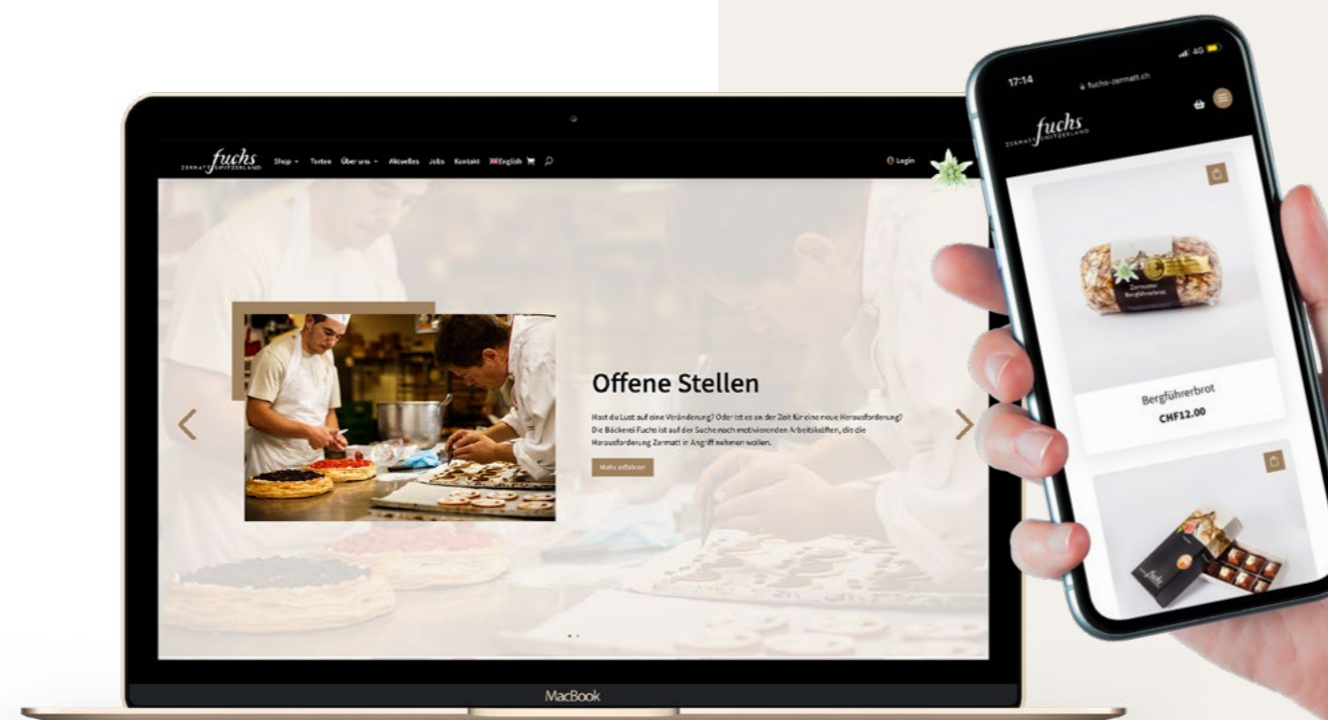 fuchs
ZERMATT SWITZERLAND
Shop Torten Über uns Aktuelles Jobs Kontakt English
Login
Offene Stellen
Hast du Lust auf eine Veränderung? Oder ist es an der Zeit für eine neue Herausforderung?
Die Bäckerei Fuchs ist auf der Suche nach motivierenden Arbeitskräften, die die
Herausforderung Zermatt in Angriff nehmen wollen.
Mehr erfahren
MacBook
17:14
4G
fuchs-zermatt.ch
fuchs
ZERMATT SWITZERLAND
Zermatter
Bergführerbrot
Bergführerbrot
CHF12.00
fuchs